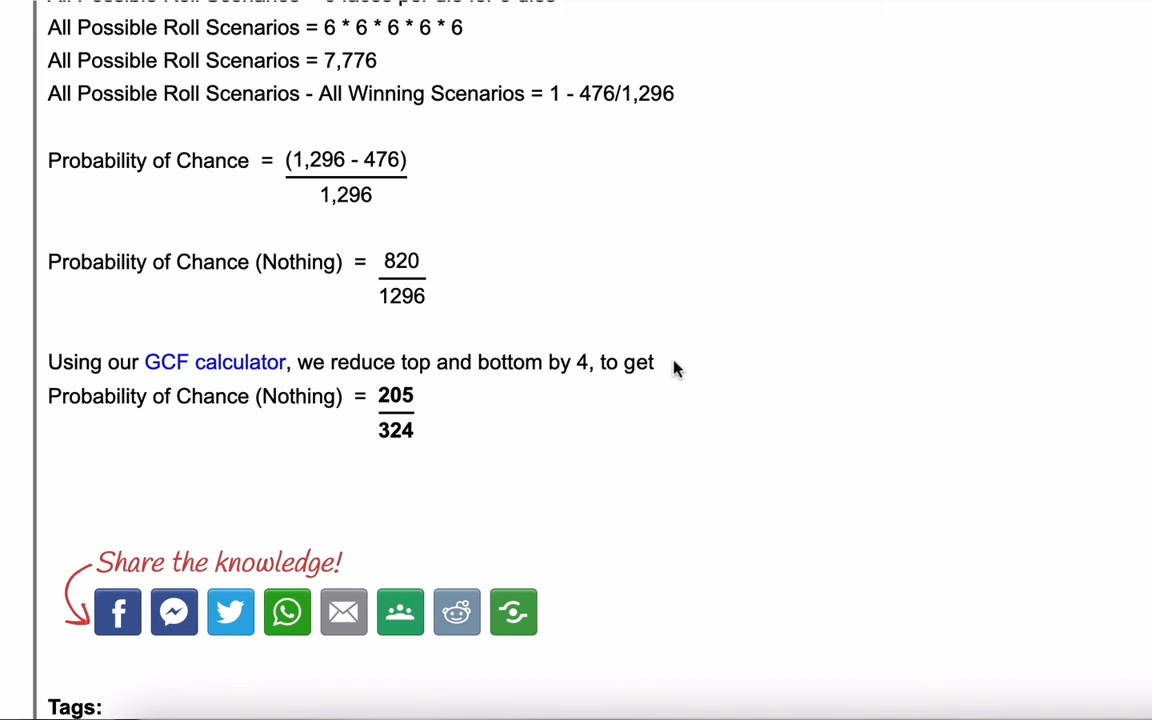 All Possible Roll Scenarios = 6 * 6 * 6 * 6 * 6
All Possible Roll Scenarios = 7,776
All Possible Roll Scenarios - All Winning Scenarios = 1 - 476/1,296
Probability of Chance = (1,296 - 476)
1,296
Probability of Chance (Nothing) = 820
1296
Using our GCF calculator, we reduce top and bottom by 4, to get
Probability of Chance (Nothing) = 205
324
Share the knowledge!
Tags: